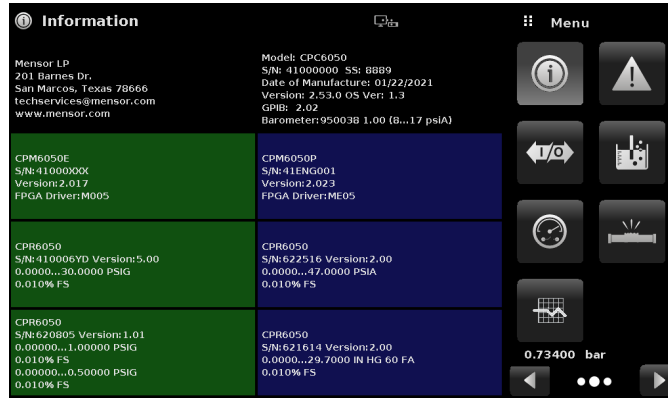 Information
Mensor LP
201 Barnes Dr.
San Marcos, Texas 78666
techservices@mensor.com
www.mensor.com
Model: CPC6050
S/N: 41000000 SS: 8889
Date of Manufacture: 01/22/2021
Version: 2.53.0 OS Ver: 1.3
GPIB: 2.02
Barometer:950038 1.00 (8...17 psiA)
CPM6050E
S/N:41000XXX
Version:2.017
FPGA Driver:M005
CPM6050P
S/N:41ENG001
Version:2.023
FPGA Driver:ME05
CPR6050
S/N:410006YD Version:5.00
0.0000...30.0000 PSIG
0.010% FS
CPR6050
S/N:622516 Version:2.00
0.0000...47.0000 PSIA
0.010% FS
CPR6050
S/N:620805 Version:1.01
0.00000...1.00000 PSIG
0.010% FS
0.00000...0.50000 PSIG
0.010% FS
CPR6050
S/N:621614 Version:2.00
0.0000...29.7000 IN HG 60 FA
0.010% FS
Menu
I/O
0.73400 bar